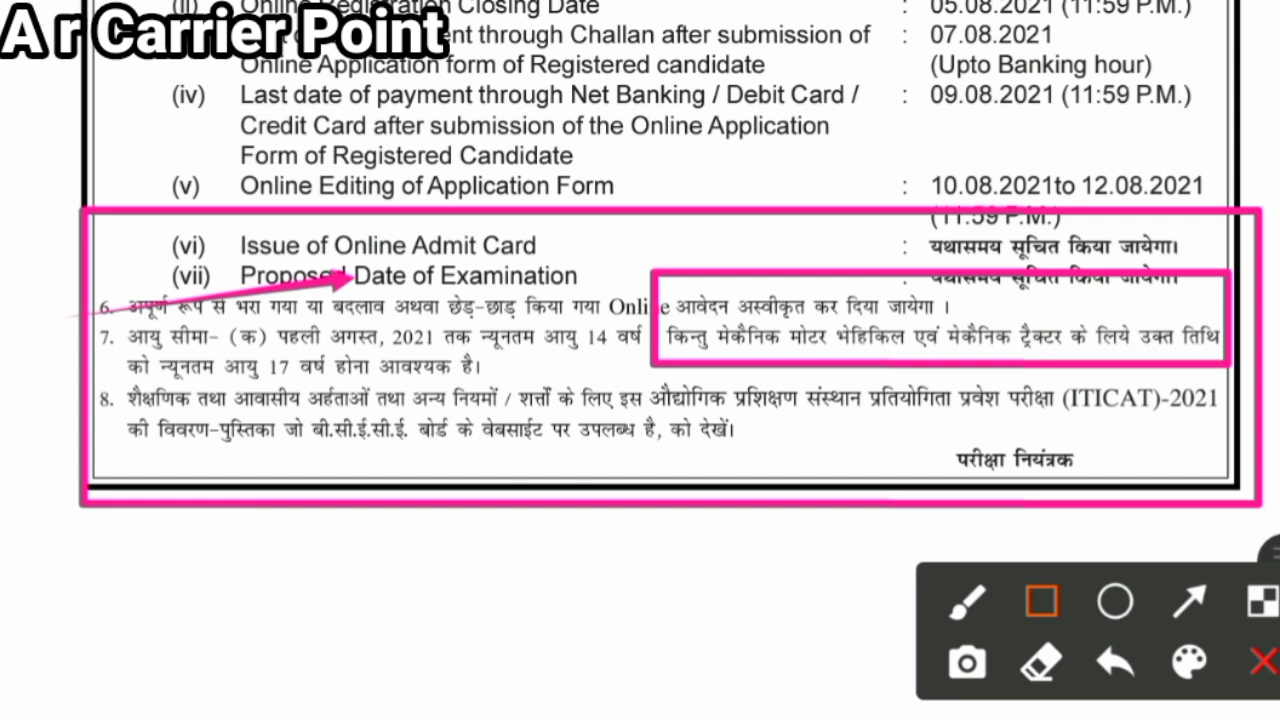 A r Carrier Point
(ii) Online Registration Closing Date : 05.08.2021 (11:59 P.M.)
through Challan after submission of : 07.08.2021
Online Application form of Registered candidate (Upto Banking hour)
(iv) Last date of payment through Net Banking / Debit Card / : 09.08.2021 (11:59 P.M.)
Credit Card after submission of the Online Application
Form of Registered Candidate
(v) Online Editing of Application Form : 10.08.2021to 12.08.2021
(11:59 P.M.)
(vi) Issue of Online Admit Card : यथासमय सूचित किया जायेगा।
(vii) Proposed Date of Examination : यथासमय सूचित किया जायेगा।
6. अपूर्ण रूप से भरा गया या बदलाव अथवा छेड़-छाड़ किया गया Online आवेदन अस्वीकृत कर दिया जायेगा ।
7. आयु सीमा- (क) पहली अगस्त, 2021 तक न्यूनतम आयु 14 वर्ष किन्तु मेकैनिक मोटर भेहिकिल एवं मेकैनिक ट्रैक्टर के लिये उक्त तिथि
को न्यूनतम आयु 17 वर्ष होना आवश्यक है।
8. शैक्षणिक तथा आवासीय अर्हताओं तथा अन्य नियमों / शर्त्तों के लिए इस औद्योगिक प्रशिक्षण संस्थान प्रतियोगिता प्रवेश परीक्षा (ITICAT)-2021
की विवरण-पुस्तिका जो बी.सी.ई.सी.ई. बोर्ड के वेबसाईट पर उपलब्ध है, को देखें।
परीक्षा नियंत्रक